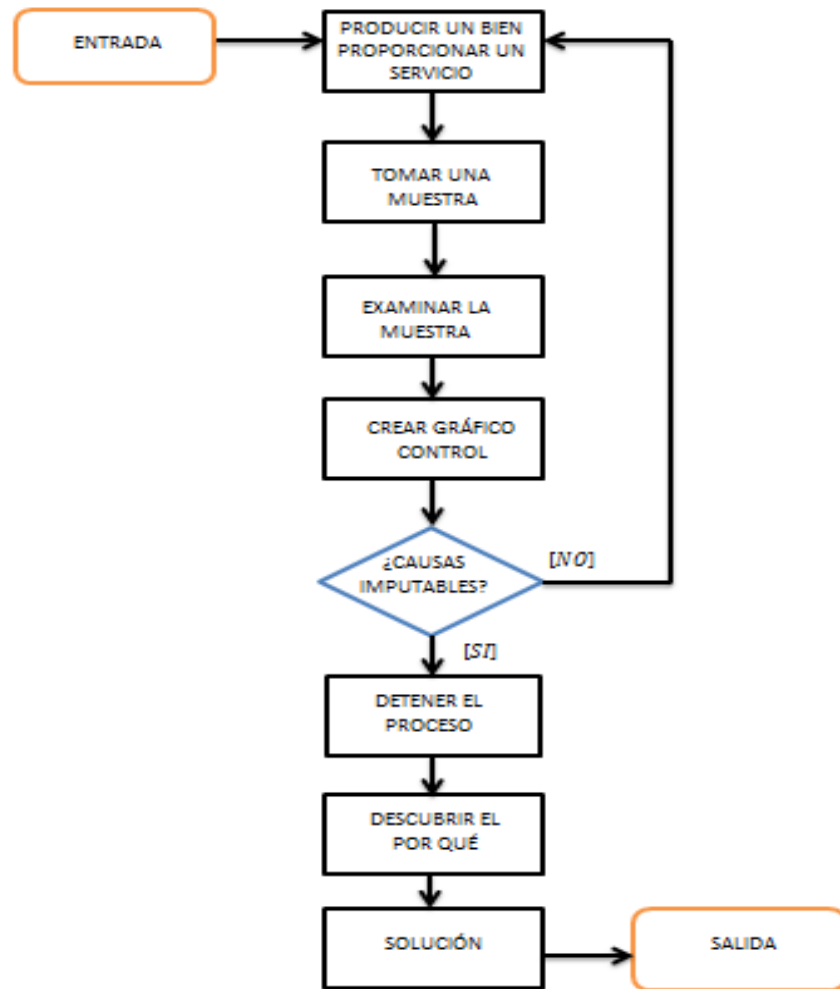 ENTRADA
PRODUCIR UN BIEN
PROPORCIONAR UN
SERVICIO
TOMAR UNA
MUESTRA
EXAMINAR LA
MUESTRA
CREAR GRÁFICO
CONTROL
¿CAUSAS
IMPUTABLES?
[NO]
[SI]
DETENER EL
PROCESO
DESCUBRIR EL
POR QUÉ
SOLUCIÓN
SALIDA